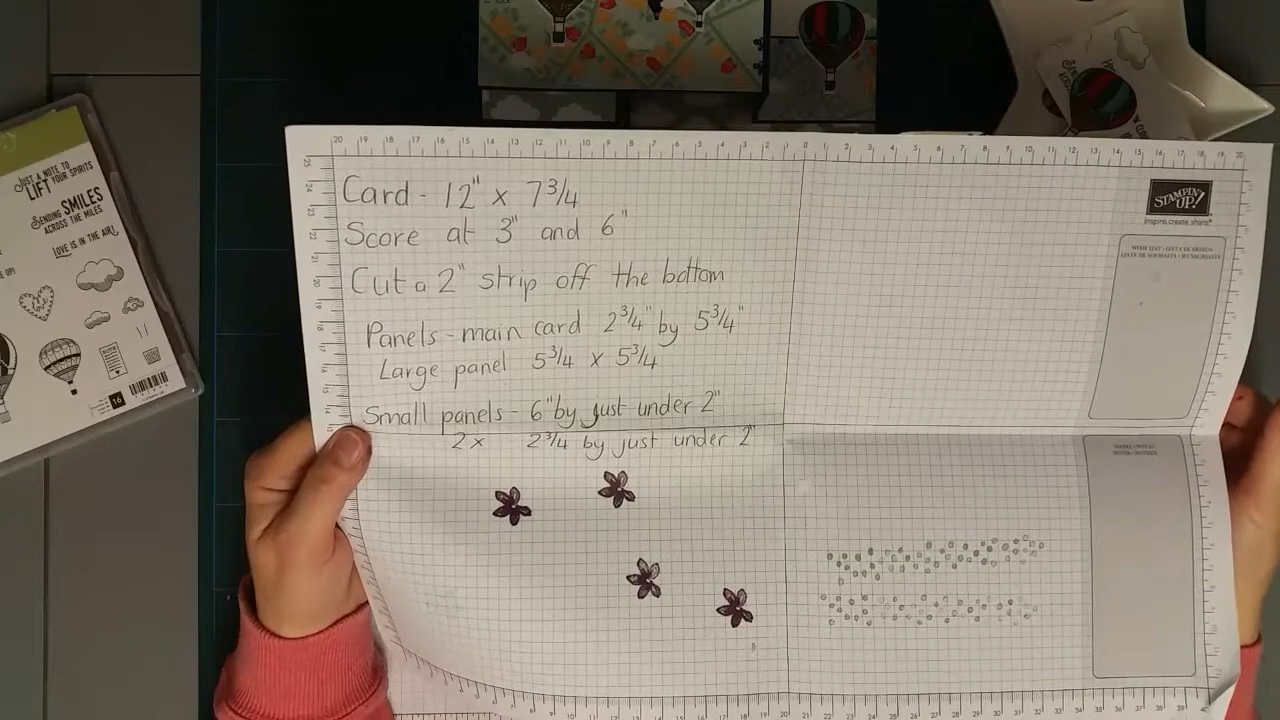 Card - 12" x 7 3/4
Score at 3" and 6"
Cut a 2" strip off the bottom
Panels - main card 2 3/4" by 5 3/4"
Large panel 5 3/4 x 5 3/4
Small panels - 6" by just under 2"
2x 2 3/4 by just under 2"
STAMPIN' UP!
inspire.create.share
JUST A NOTE TO
LIFT YOUR SPIRITS
SENDING SMILES
ACROSS THE MILES
LOVE IS IN THE AIR!
16